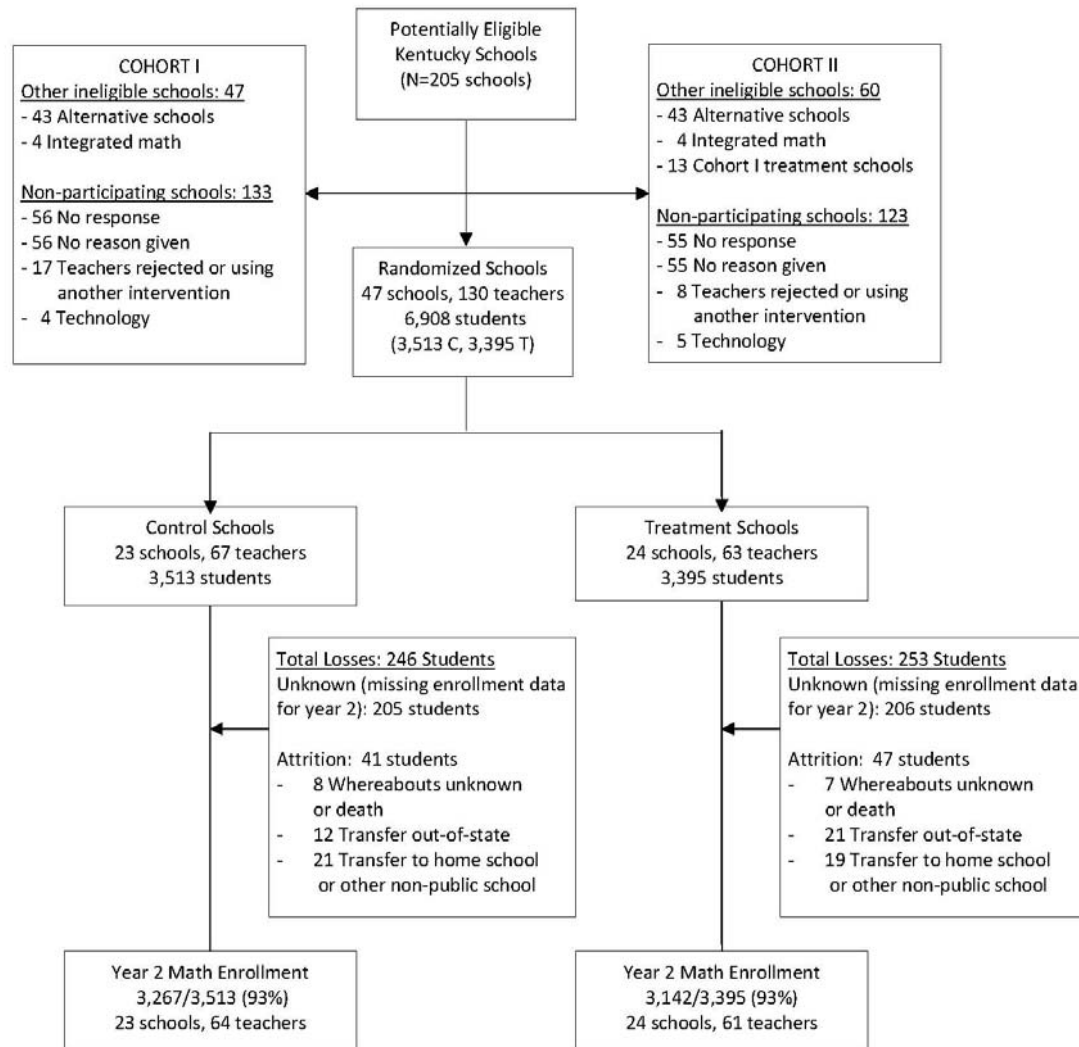 Potentially Eligible
Kentucky Schools
(N=205 schools)
COHORT I
Other ineligible schools: 47
- 43 Alternative schools
- 4 Integrated math
Non-participating schools: 133
- 56 No response
- 56 No reason given
- 17 Teachers rejected or using
another intervention
- 4 Technology
COHORT II
Other ineligible schools: 60
- 43 Alternative schools
- 4 Integrated math
- 13 Cohort I treatment schools
Non-participating schools: 123
- 55 No response
- 55 No reason given
- 8 Teachers rejected or using
another intervention
- 5 Technology
Randomized Schools
47 schools, 130 teachers
6,908 students
(3,513 C, 3,395 T)
Control Schools
23 schools, 67 teachers
3,513 students
Treatment Schools
24 schools, 63 teachers
3,395 students
Total Losses: 246 Students
Unknown (missing enrollment data
for year 2): 205 students
Attrition: 41 students
- 8 Whereabouts unknown
or death
- 12 Transfer out-of-state
- 21 Transfer to home school
or other non-public school
Total Losses: 253 Students
Unknown (missing enrollment data
for year 2): 206 students
Attrition: 47 students
- 7 Whereabouts unknown
or death
- 21 Transfer out-of-state
- 19 Transfer to home school
or other non-public school
Year 2 Math Enrollment
3,267/3,513 (93%)
23 schools, 64 teachers
Year 2 Math Enrollment
3,142/3,395 (93%)
24 schools, 61 teachers